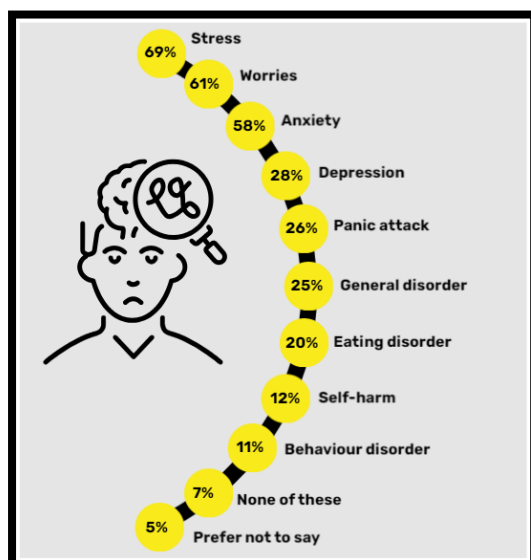 69% Stress
61% Worries
58% Anxiety
28% Depression
26% Panic attack
25% General disorder
20% Eating disorder
12% Self-harm
11% Behaviour disorder
7% None of these
5% Prefer not to say